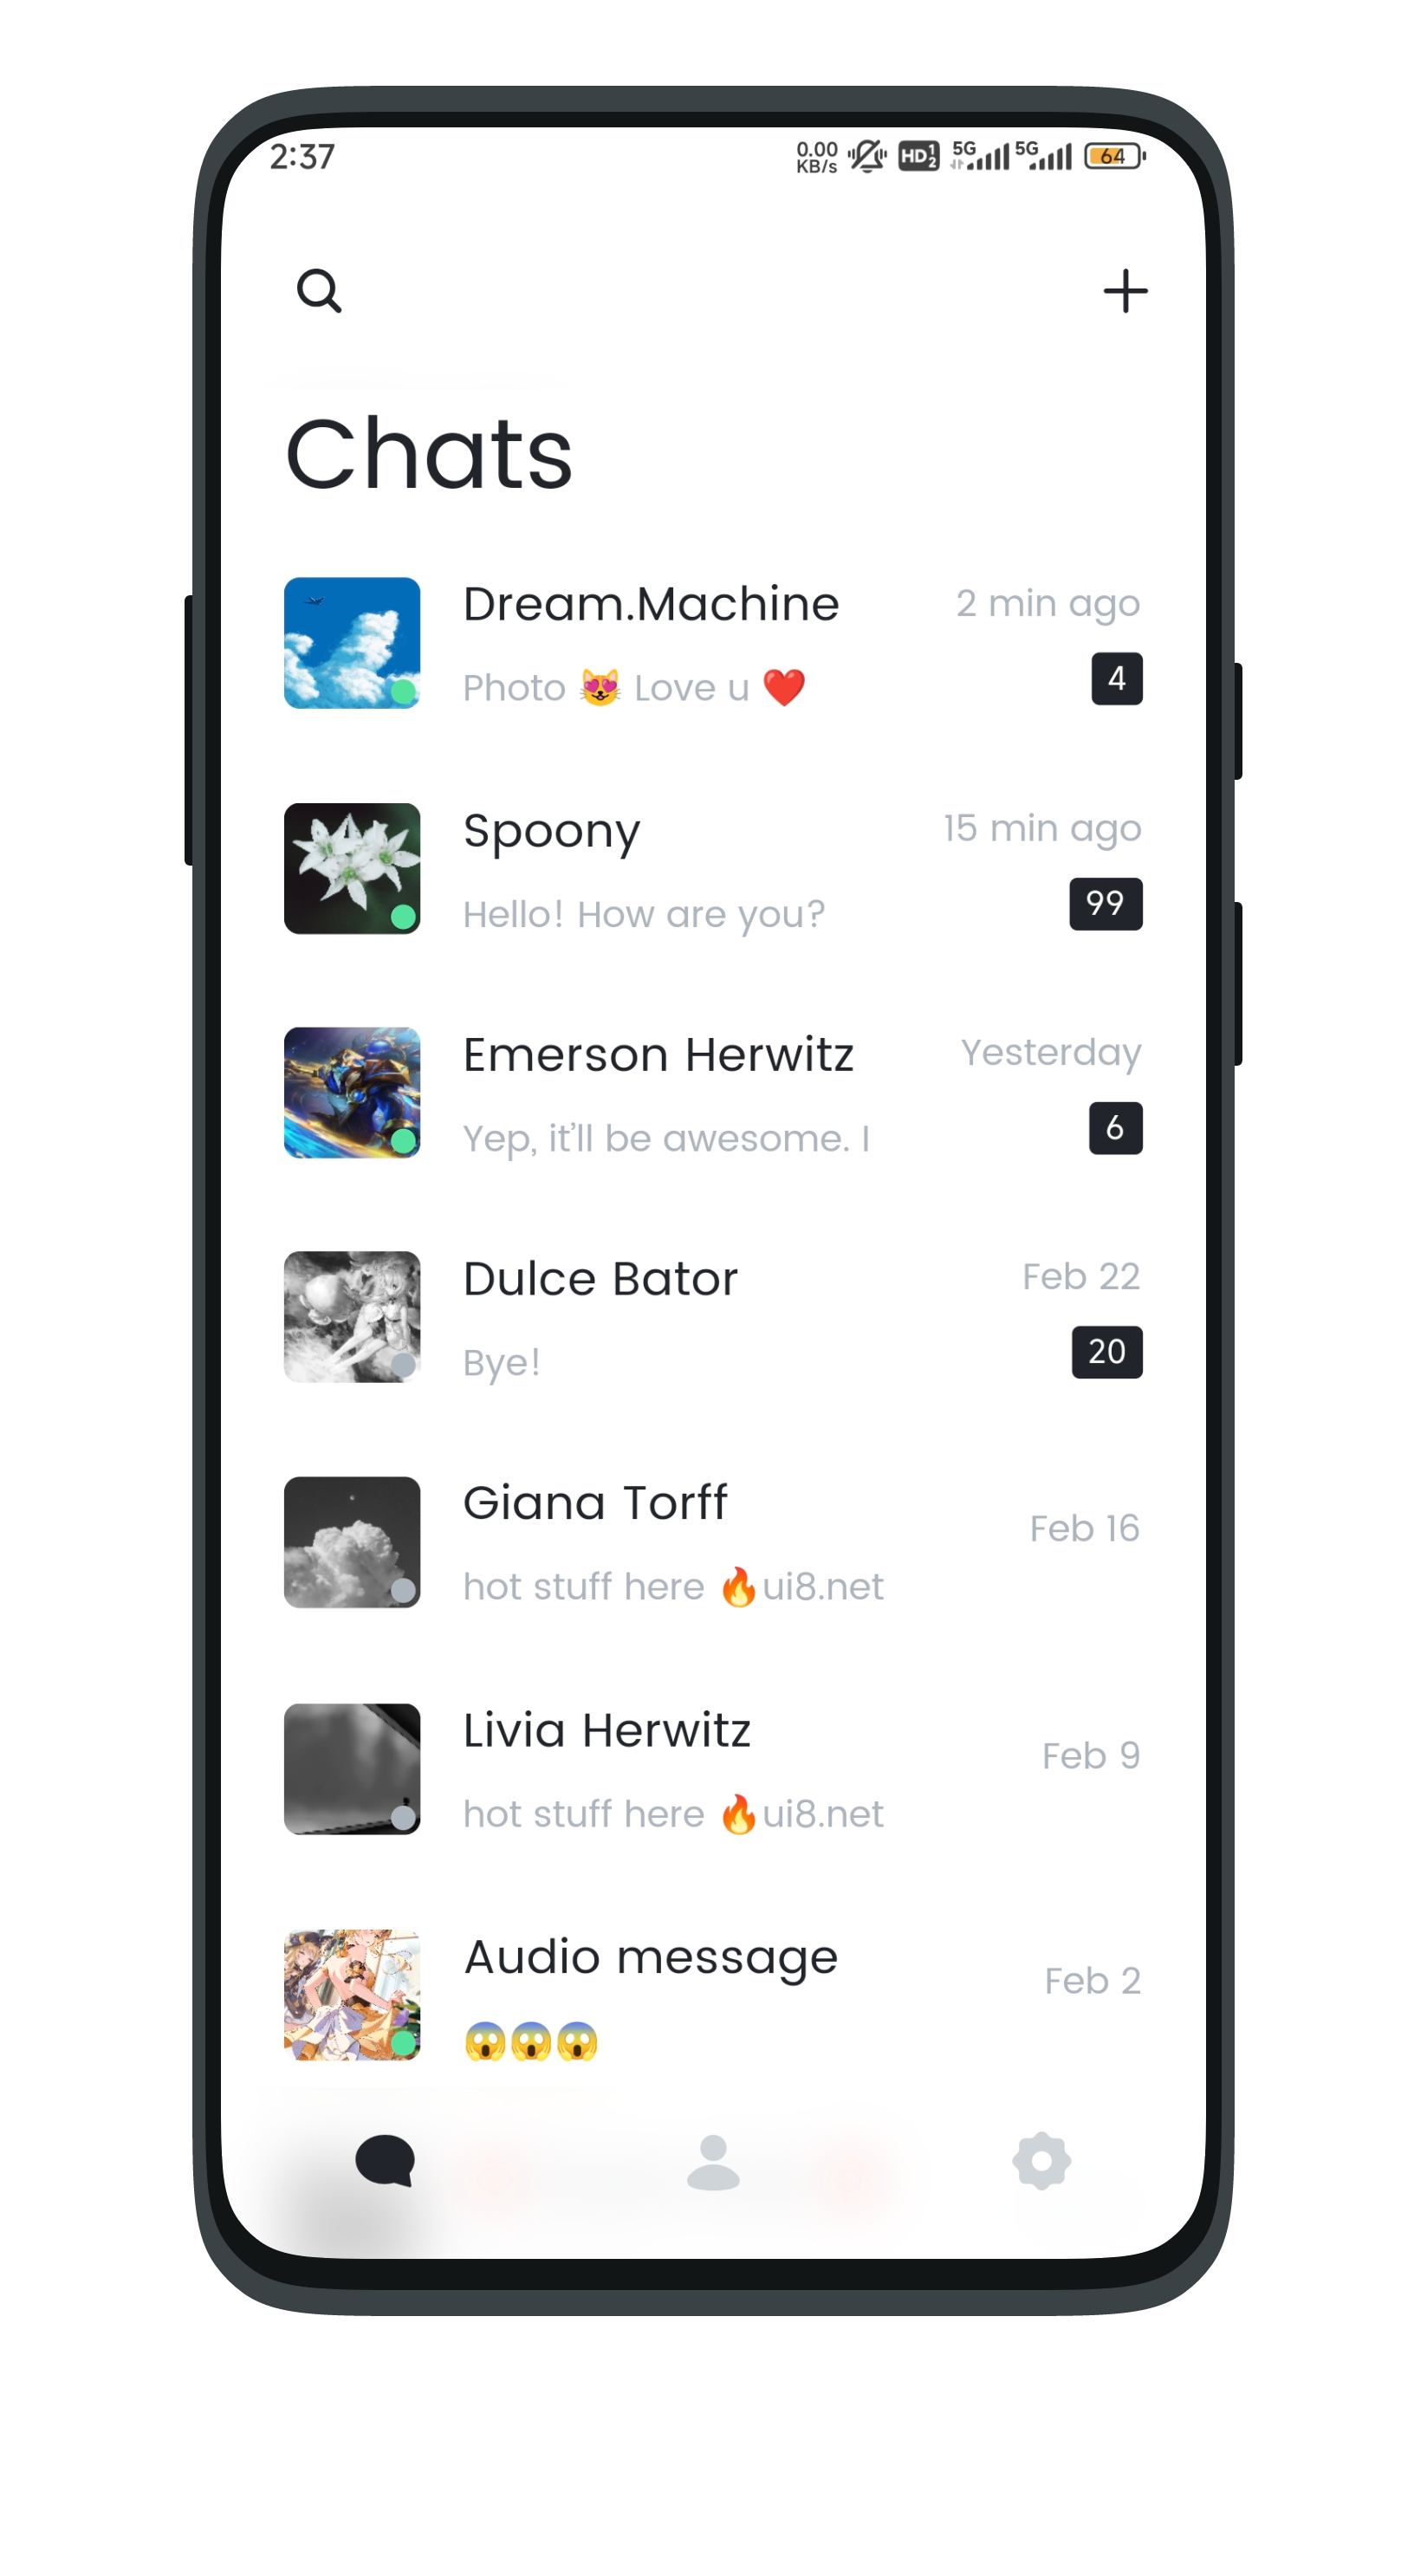 2:37
0.00 KB/s HD 1 2 5G 5G 64
Chats
Dream.Machine 2 min ago
Photo 😻 Love u ❤️ 4
Spoony 15 min ago
Hello! How are you? 99
Emerson Herwitz Yesterday
Yep, it’ll be awesome. I 6
Dulce Bator Feb 22
Bye! 20
Giana Torff Feb 16
hot stuff here 🔥ui8.net
Livia Herwitz Feb 9
hot stuff here 🔥ui8.net
Audio message Feb 2
😱😱😱